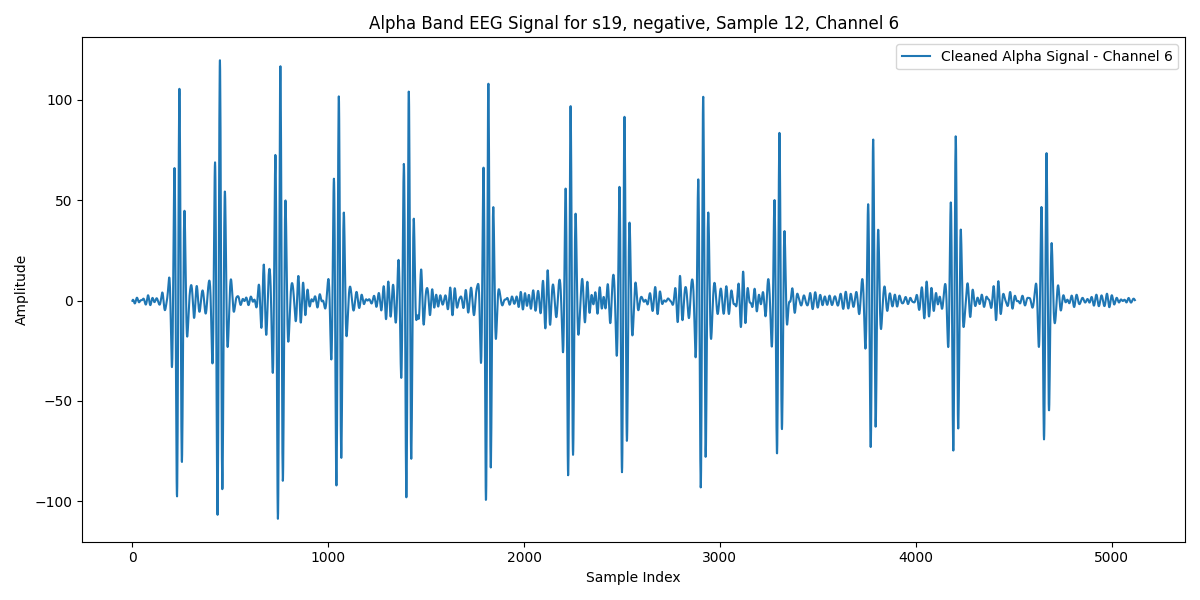 Alpha Band EEG Signal for s19, negative, Sample 12, Channel 6
Cleaned Alpha Signal - Channel 6
Amplitude
100
50
0
−50
−100
0 1000 2000 3000 4000 5000
Sample Index